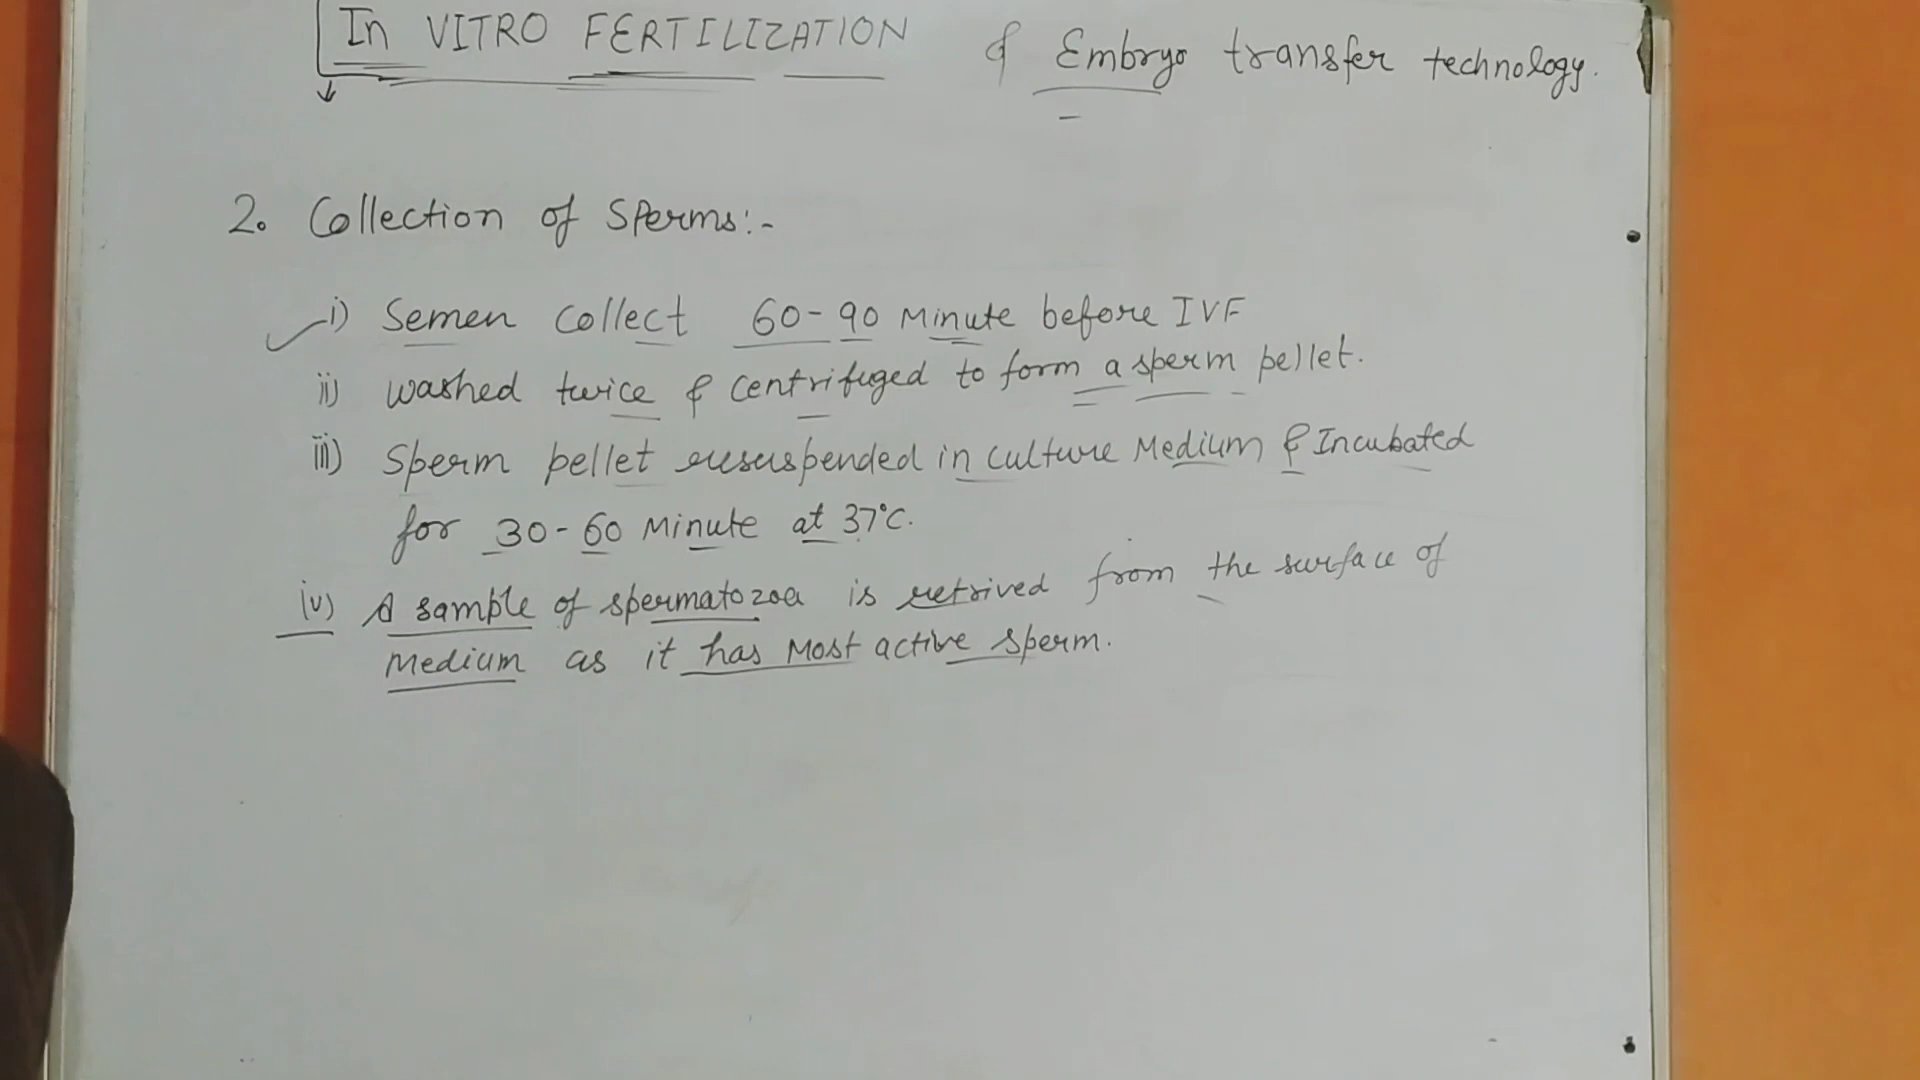 In VITRO FERTILIZATION & Embryo transfer technology.
2. Collection of Sperms:-
i) Semen collect 60-90 Minute before IVF
ii) washed twice & centrifuged to form a sperm pellet.
iii) Sperm pellet resuspended in culture Medium & Incubated
for 30-60 Minute at 37°C.
iv) A sample of spermatozoa is retrived from the surface of
Medium as it has Most active sperm.